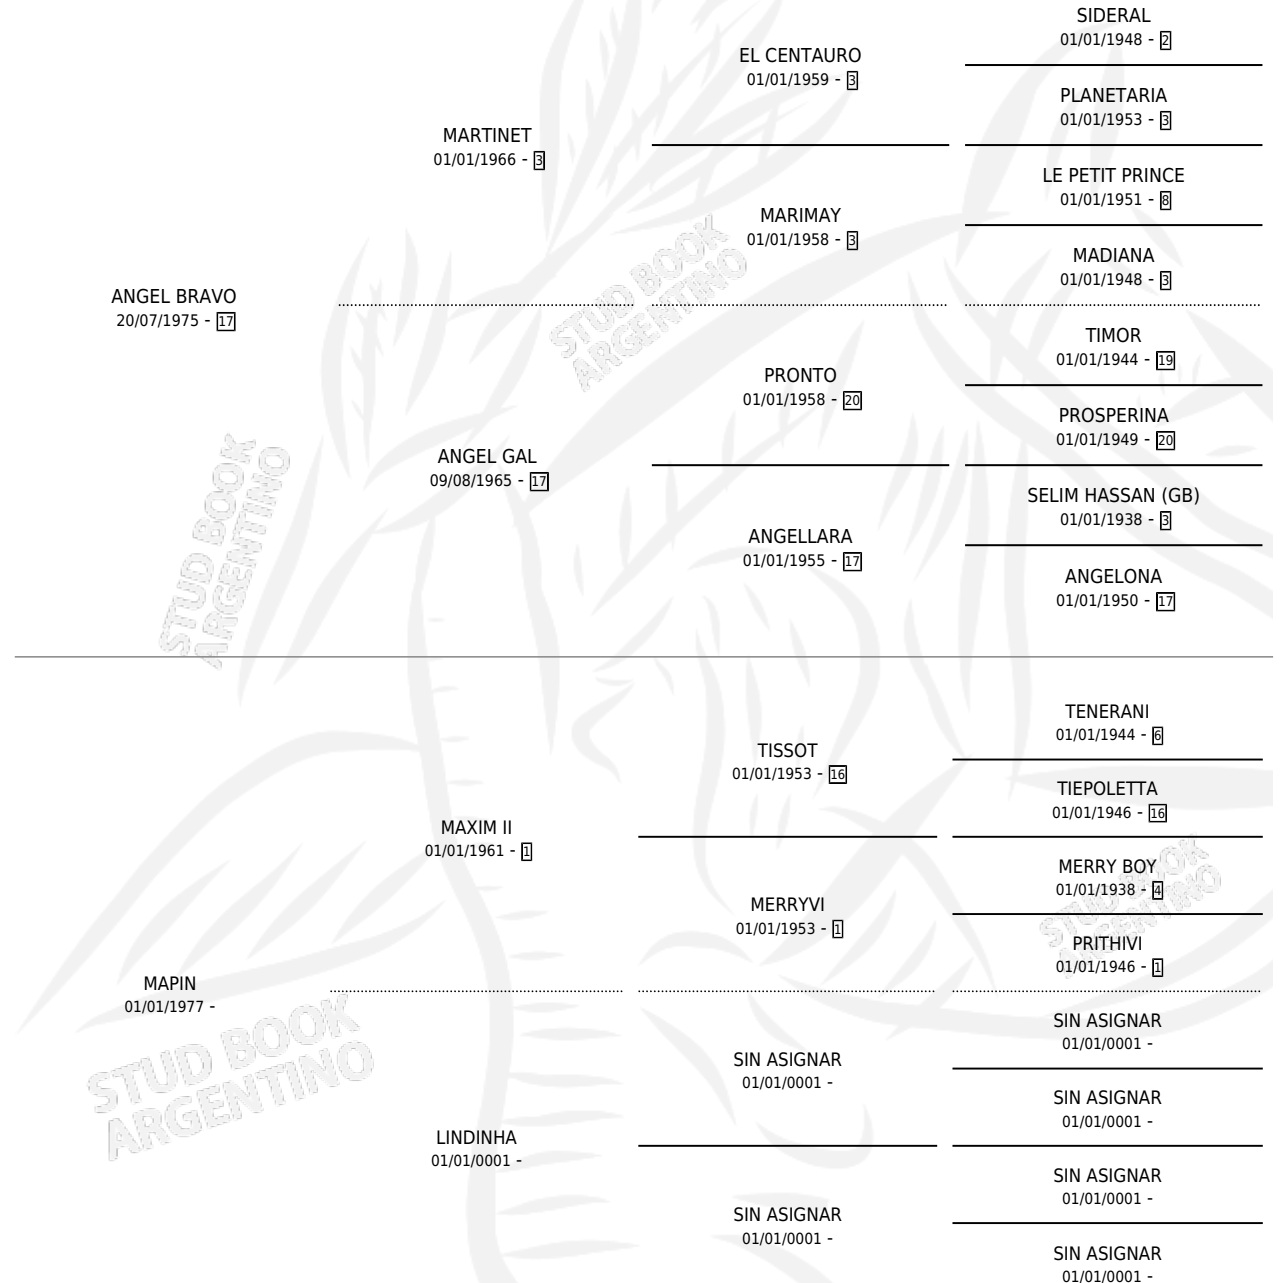 SIDERAL
01/01/1948 - 2
EL CENTAURO
01/01/1959 - 3
PLANETARIA
01/01/1953 - 3
MARTINET
01/01/1966 - 3
LE PETIT PRINCE
01/01/1951 - 8
MARIMAY
01/01/1958 - 3
MADIANA
01/01/1948 - 3
ANGEL BRAVO
20/07/1975 - 17
TIMOR
01/01/1944 - 19
PRONTO
01/01/1958 - 20
PROSPERINA
01/01/1949 - 20
ANGEL GAL
09/08/1965 - 17
SELIM HASSAN (GB)
01/01/1938 - 3
ANGELLARA
01/01/1955 - 17
ANGELONA
01/01/1950 - 17
STUD BOOK
ARGENTINO
STUD BOOK
ARGENTINO
TENERANI
01/01/1944 - 6
TISSOT
01/01/1953 - 16
TIEPOLETTA
01/01/1946 - 16
MAXIM II
01/01/1961 - 1
MERRY BOY
01/01/1938 - 4
MERRYVI
01/01/1953 - 1
PRITHIVI
01/01/1946 - 1
MAPIN
01/01/1977 -
SIN ASIGNAR
01/01/0001 -
SIN ASIGNAR
01/01/0001 -
SIN ASIGNAR
01/01/0001 -
LINDINHA
01/01/0001 -
SIN ASIGNAR
01/01/0001 -
SIN ASIGNAR
01/01/0001 -
SIN ASIGNAR
01/01/0001 -
STUD BOOK
ARGENTINO
STUD BOOK
ARGENTINO